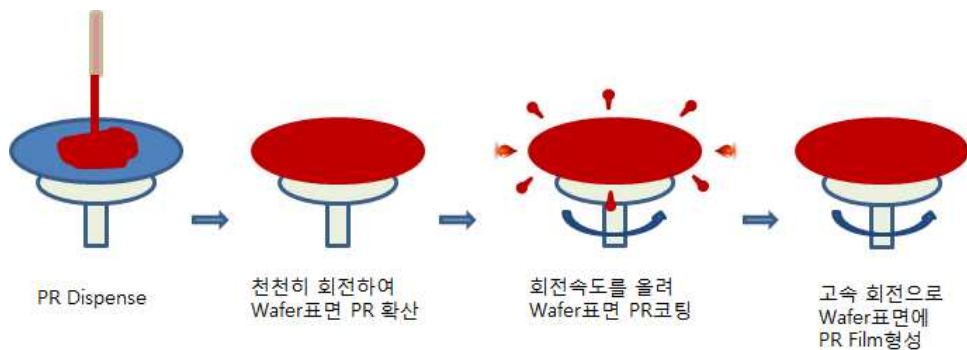 PR Dispense
천천히 회전하여
Wafer표면 PR 확산
회전속도를 올려
Wafer표면 PR코팅
고속 회전으로
Wafer표면에
PR Film형성